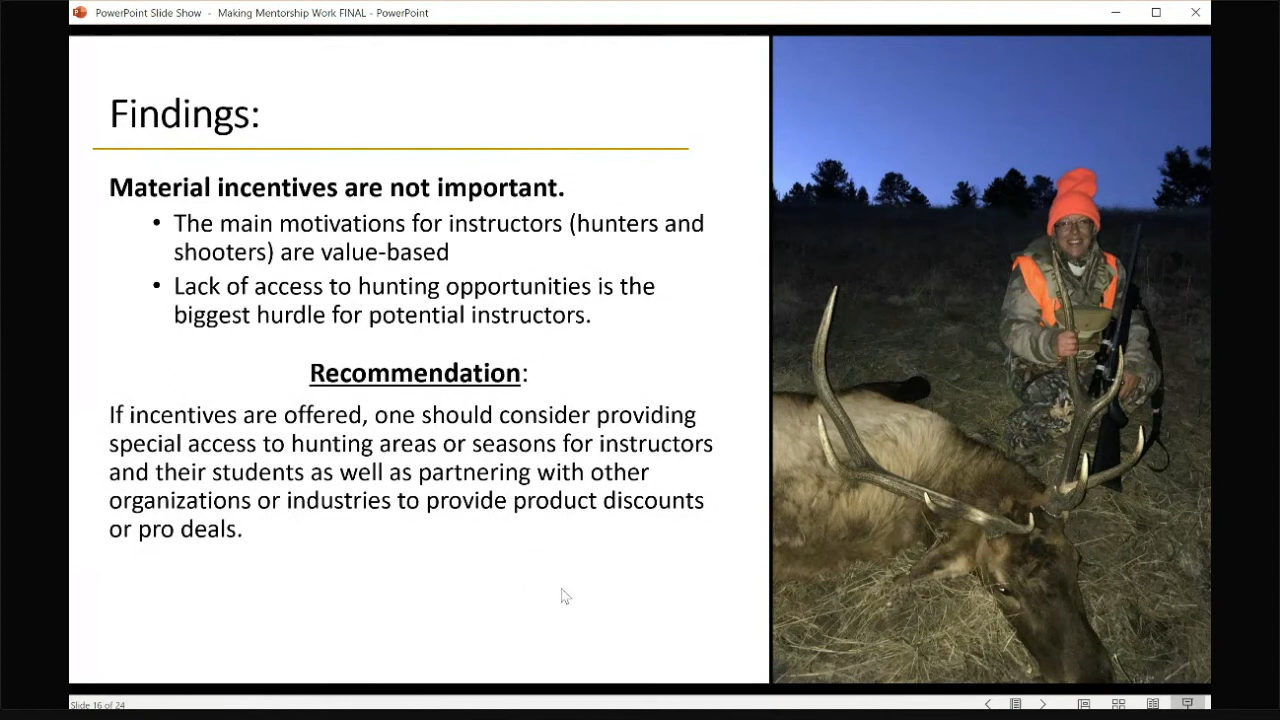 PowerPoint Slide Show - Making Mentorship Work FINAL - PowerPoint
Findings:
Material incentives are not important.
• The main motivations for instructors (hunters and
shooters) are value-based
• Lack of access to hunting opportunities is the
biggest hurdle for potential instructors.
Recommendation:
If incentives are offered, one should consider providing
special access to hunting areas or seasons for instructors
and their students as well as partnering with other
organizations or industries to provide product discounts
or pro deals.
Slide 16 of 24